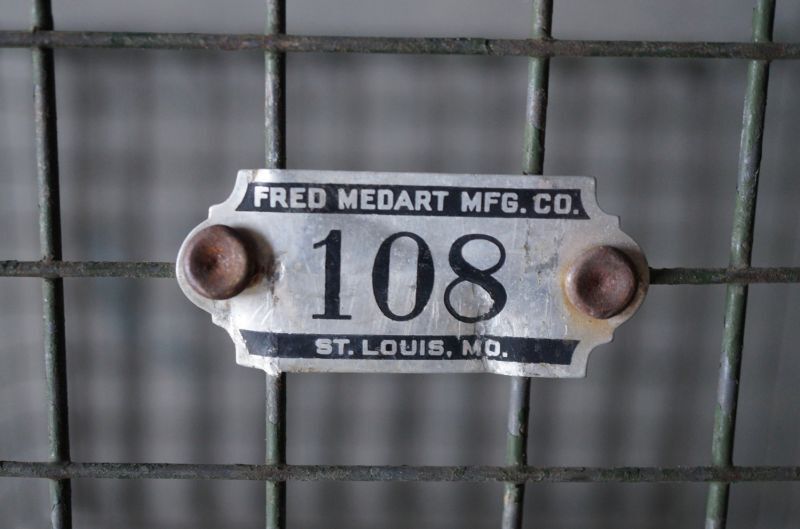 FRED MEDART MFG. CO.
108
ST. LOUIS, MO.